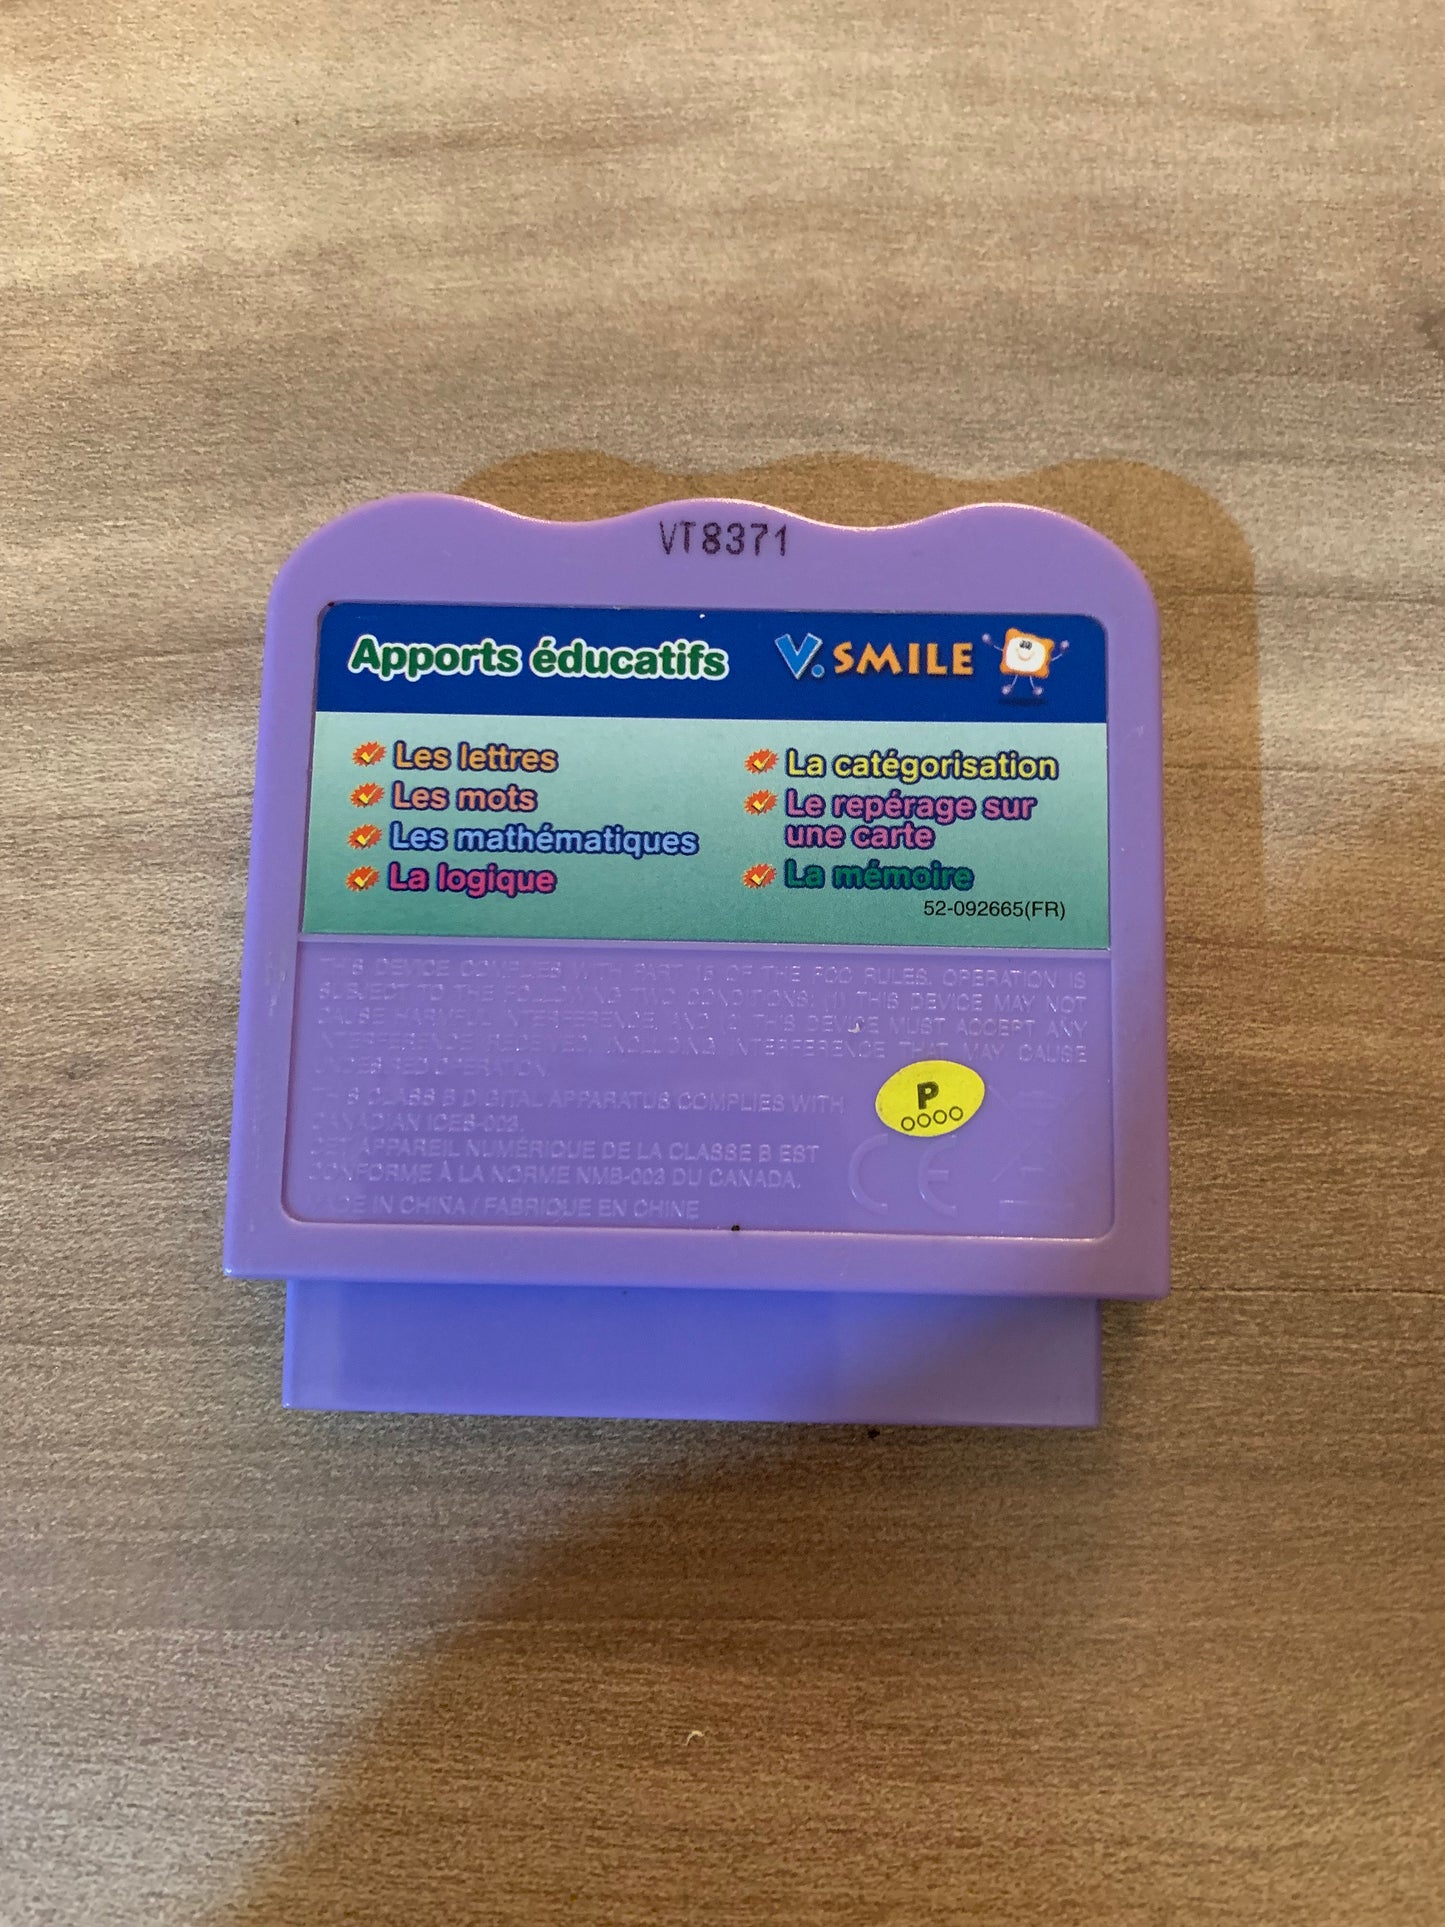 VT8371
Apports éducatifs
V.SMILE
Les lettres
Les mots
Les mathématiques
La logique
La catégorisation
Le repérage sur
une carte
La mémoire
52-092665(FR)
THIS DEVICE COMPLIES WITH PART 15 OF THE FCC RULES. OPERATION IS
SUBJECT TO THE FOLLOWING TWO CONDITIONS: (1) THIS DEVICE MAY NOT
CAUSE HARMFUL INTERFERENCE, AND (2) THIS DEVICE MUST ACCEPT ANY
INTERFERENCE RECEIVED, INCLUDING INTERFERENCE THAT MAY CAUSE
UNDESIRED OPERATION.
THIS CLASS B DIGITAL APPARATUS COMPLIES WITH
CANADIAN ICES-003.
CET APPAREIL NUMÉRIQUE DE LA CLASSE B EST
CONFORME À LA NORME NMB-003 DU CANADA.
MADE IN CHINA / FABRIQUE EN CHINE
P
OOOO
CE